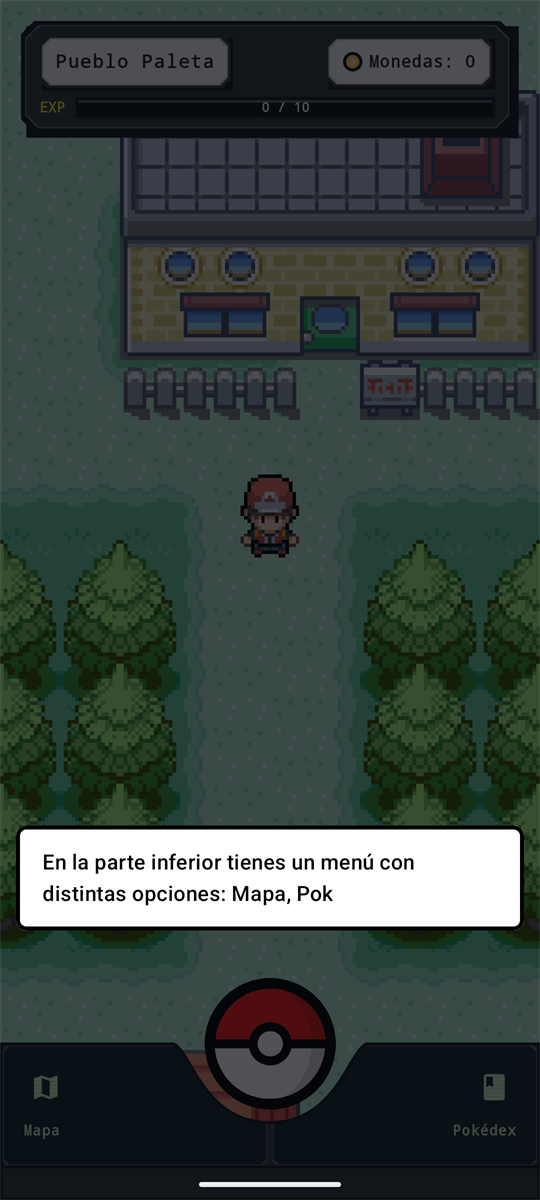 Pueblo Paleta
Monedas: 0
EXP
0 / 10
En la parte inferior tienes un menú con
distintas opciones: Mapa, Pok
Mapa
Pokédex